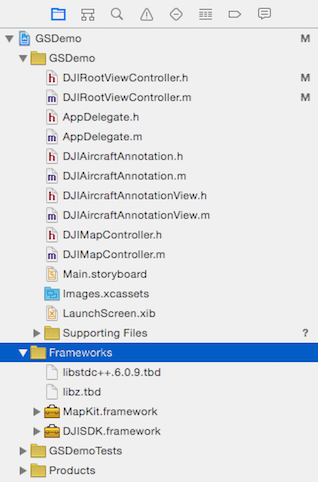 GSDemo M
GSDemo
DJIRootViewController.h M
DJIRootViewController.m M
AppDelegate.h
AppDelegate.m
DJIAircraftAnnotation.h
DJIAircraftAnnotation.m
DJIAircraftAnnotationView.h
DJIAircraftAnnotationView.m
DJIMapController.h
DJIMapController.m
Main.storyboard
Images.xcassets
LaunchScreen.xib
Supporting Files ?
Frameworks
libstdc++.6.0.9.tbd
libz.tbd
MapKit.framework
DJISDK.framework
GSDemoTests
Products